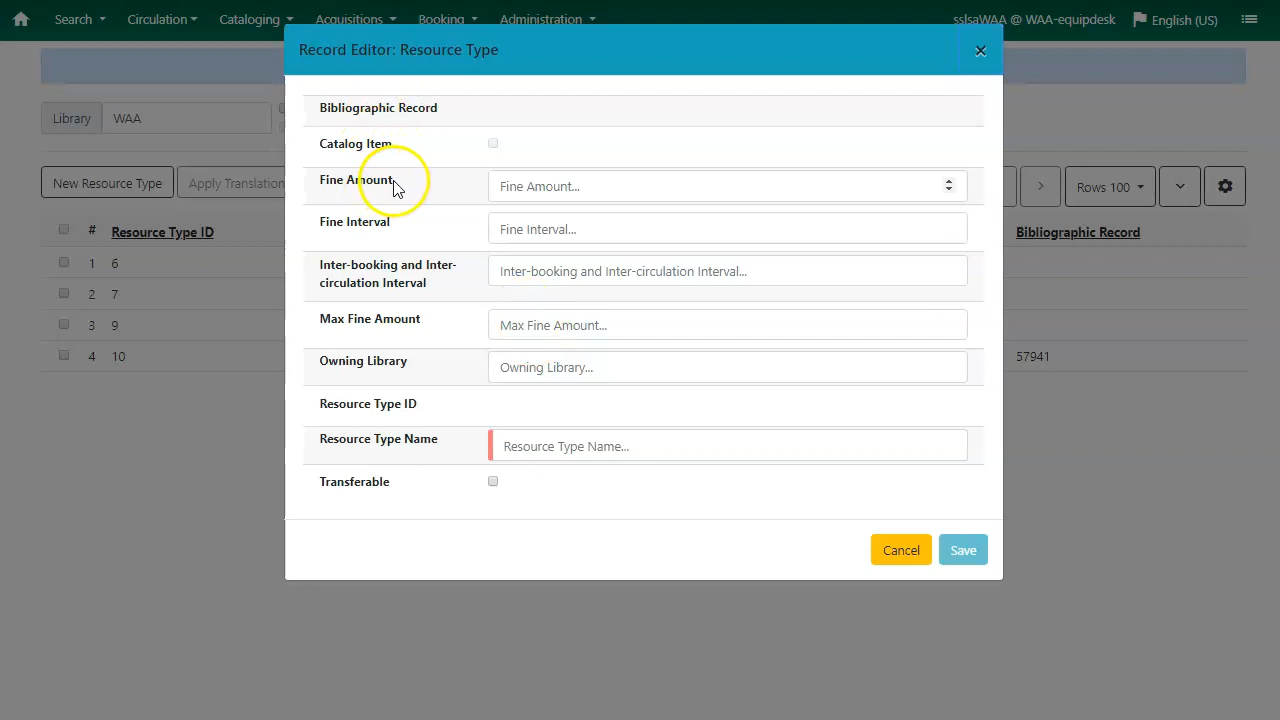 Search Circulation Cataloging Acquisitions Booking Administration sslsaWAA @ WAA-equipdesk English (US)
Record Editor: Resource Type ×
Library WAA
Bibliographic Record
Catalog Item
New Resource Type Apply Translation Rows 100
Fine Amount Fine Amount...
Fine Interval Fine Interval...
# Resource Type ID Bibliographic Record
1 6
Inter-booking and Inter-
circulation Interval Inter-booking and Inter-circulation Interval...
2 7
Max Fine Amount Max Fine Amount...
3 9
Owning Library Owning Library...
4 10 57941
Resource Type ID
Resource Type Name Resource Type Name...
Transferable
Cancel Save